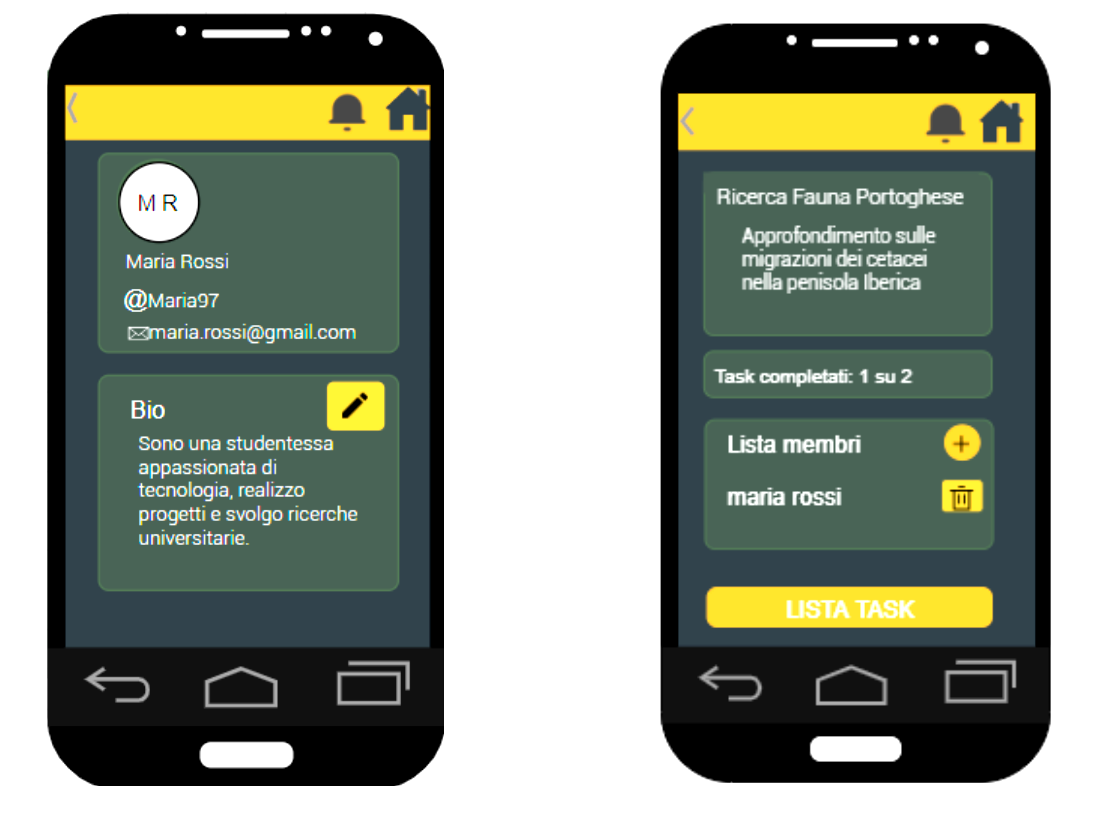 M R
Maria Rossi
@Maria97
maria.rossi@gmail.com
Bio
Sono una studentessa
appassionata di
tecnologia, realizzo
progetti e svolgo ricerche
universitarie.
Ricerca Fauna Portoghese
Approfondimento sulle
migrazioni dei cetacei
nella penisola Iberica
Task completati: 1 su 2
Lista membri
maria rossi
LISTA TASK